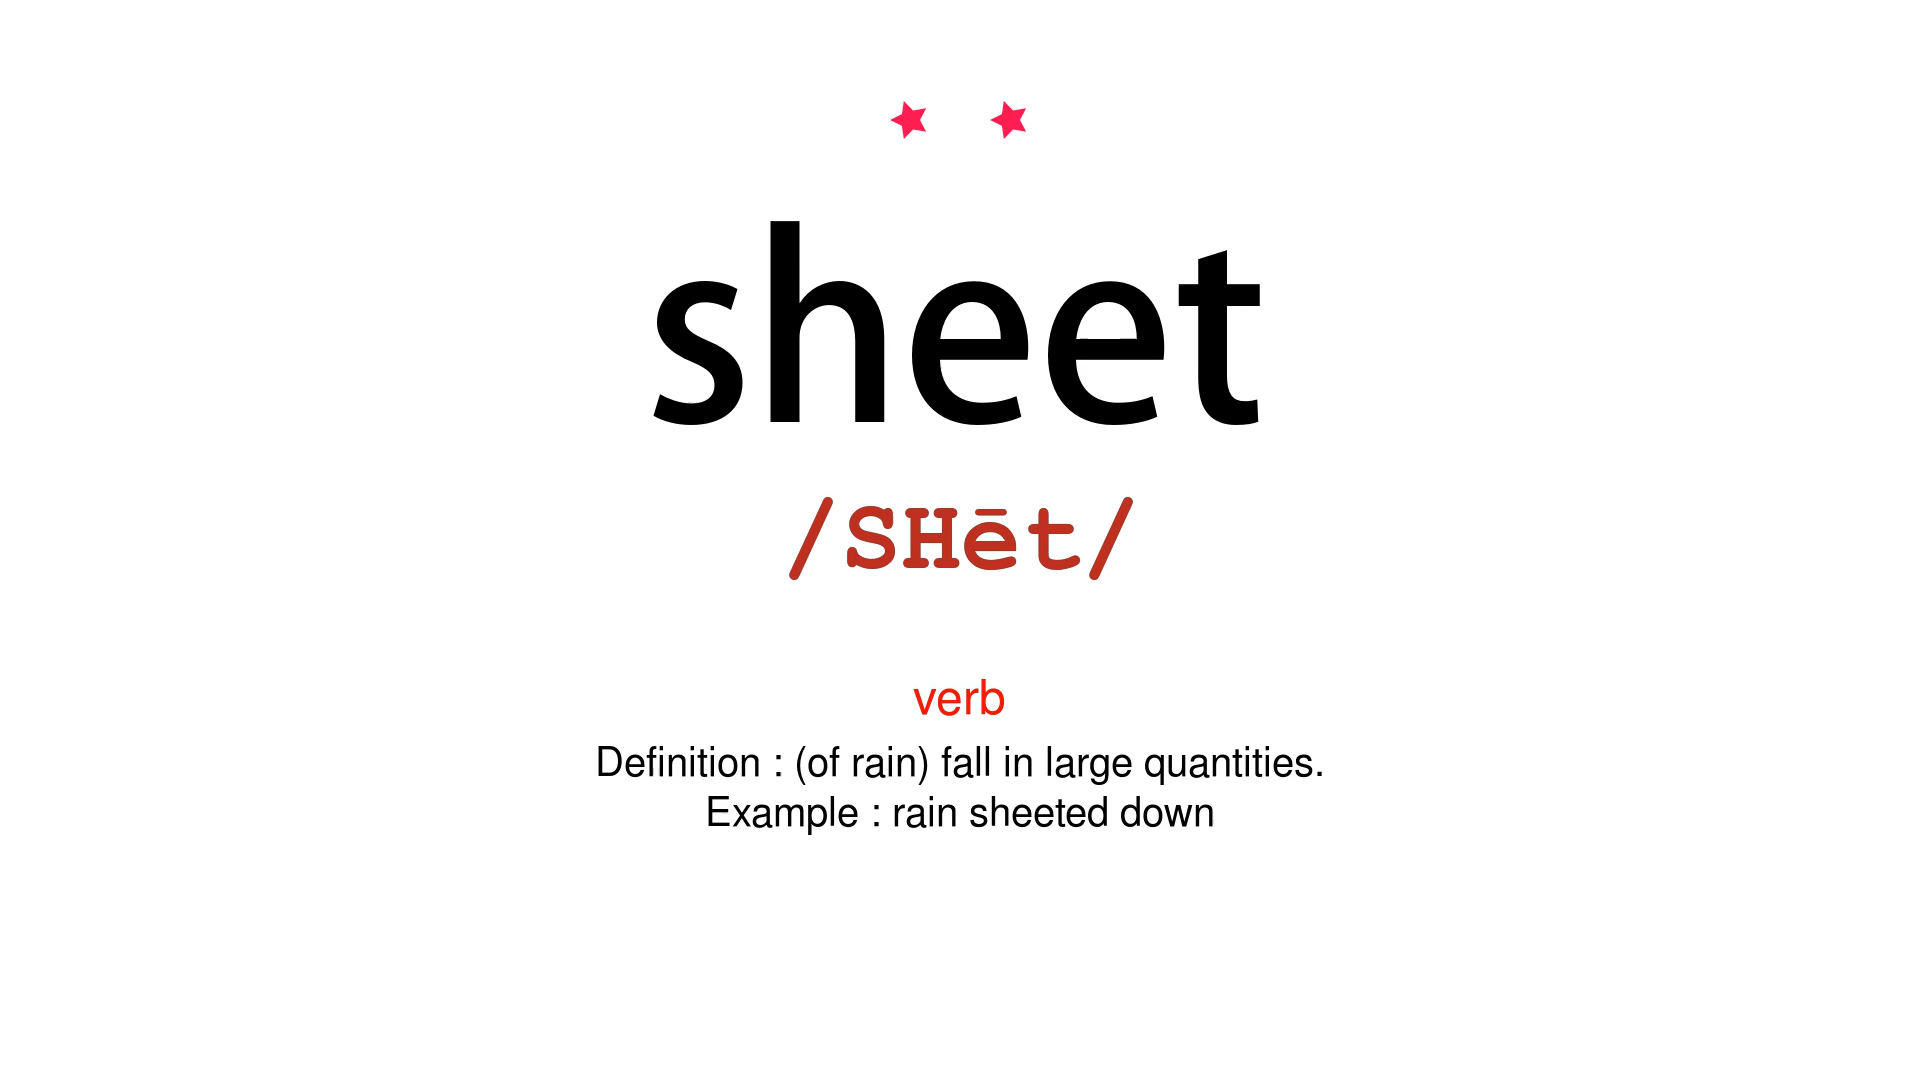 sheet
/SHēt/
verb
Definition : (of rain) fall in large quantities.
Example : rain sheeted down